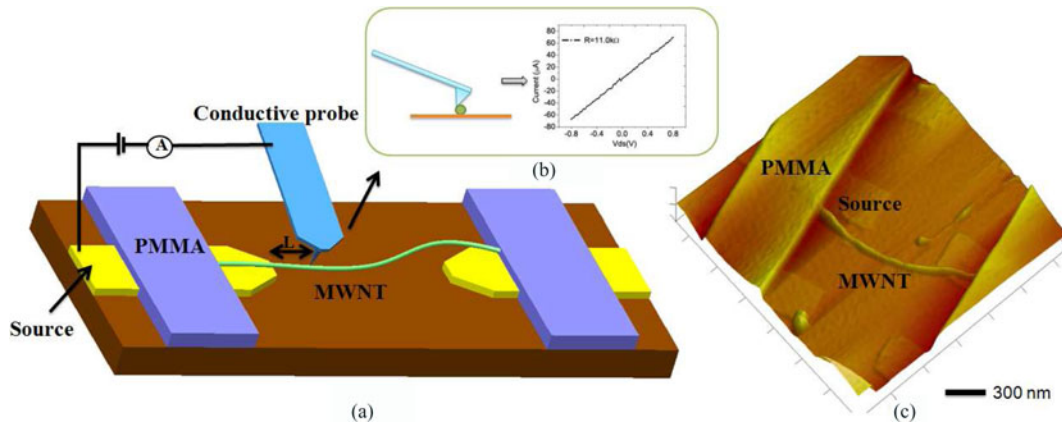 Conductive probe
A
L
PMMA
MWNT
Source
(a)
80
60
40
20
0
-20
-40
-60
-80
Current (μA)
R=11.0kΩ
-0.8
-0.4
0.0
0.4
0.8
Vds(V)
(b)
PMMA
Source
MWNT
300 nm
(c)